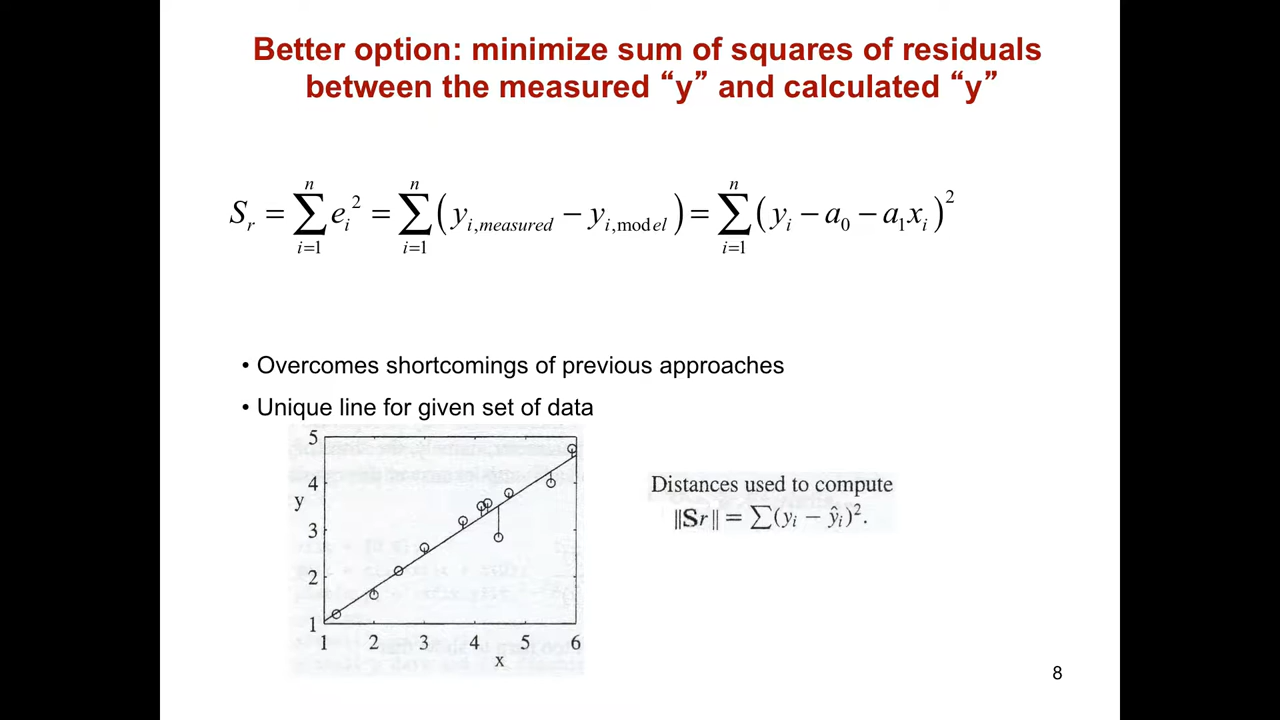 Better option: minimize sum of squares of residuals
between the measured “y” and calculated “y”
S_r = \sum_{i=1}^{n} e_i^2 = \sum_{i=1}^{n} (y_{i,measured} − y_{i,model}) = \sum_{i=1}^{n} (y_i − a_0 − a_1 x_i)^2
• Overcomes shortcomings of previous approaches
• Unique line for given set of data
5
4
y
3
2
1
1 2 3 4 5 6
x
Distances used to compute
‖Sr‖ = ∑(y_i − ŷ_i)^2.
8